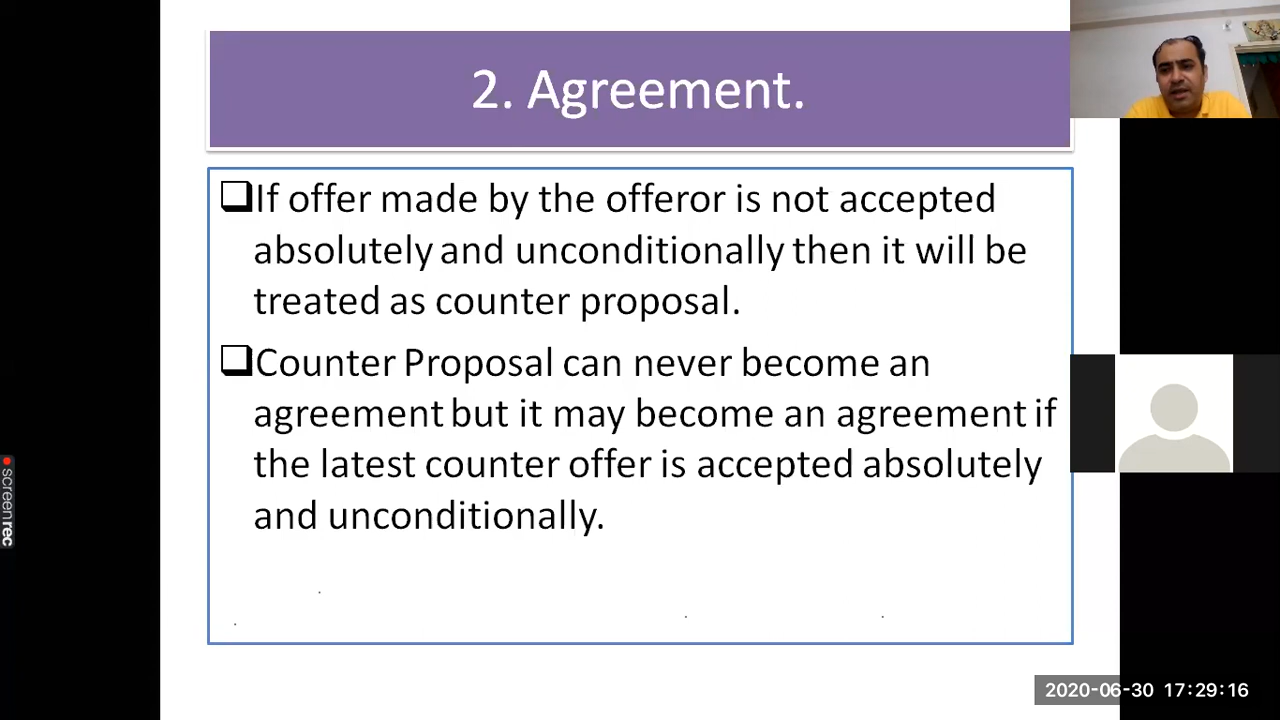 2. Agreement.
If offer made by the offeror is not accepted
absolutely and unconditionally then it will be
treated as counter proposal.
Counter Proposal can never become an
agreement but it may become an agreement if
the latest counter offer is accepted absolutely
and unconditionally.
screenrec
2020-06-30 17:29:16